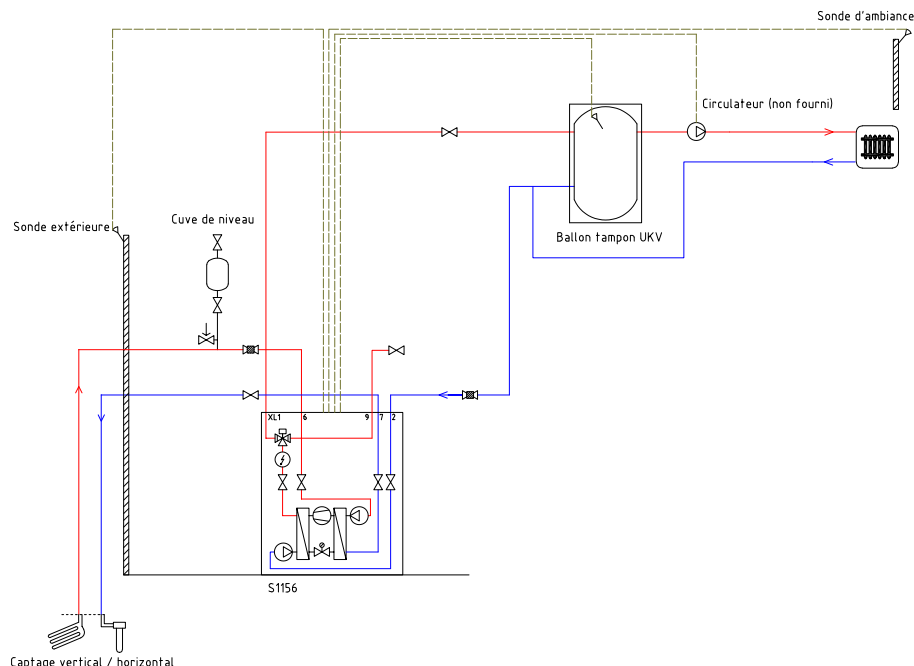 Sonde d'ambiance
Circulateur (non fourni)
Cuve de niveau
Sonde extérieure
Ballon tampon UKV
XL1 6 9 7 2
S1156
Captage vertical / horizontal